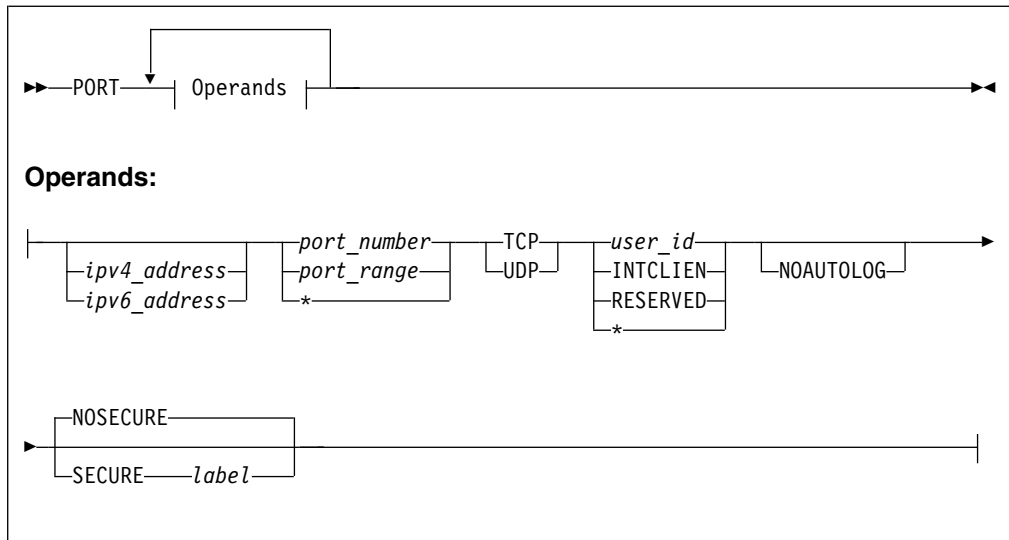 PORT Operands
Operands:
port_number TCP user_id
ipv4_address port_range UDP INTCLIEN NOAUTOLOG
ipv6_address * RESERVED
*
NOSECURE
SECURE label